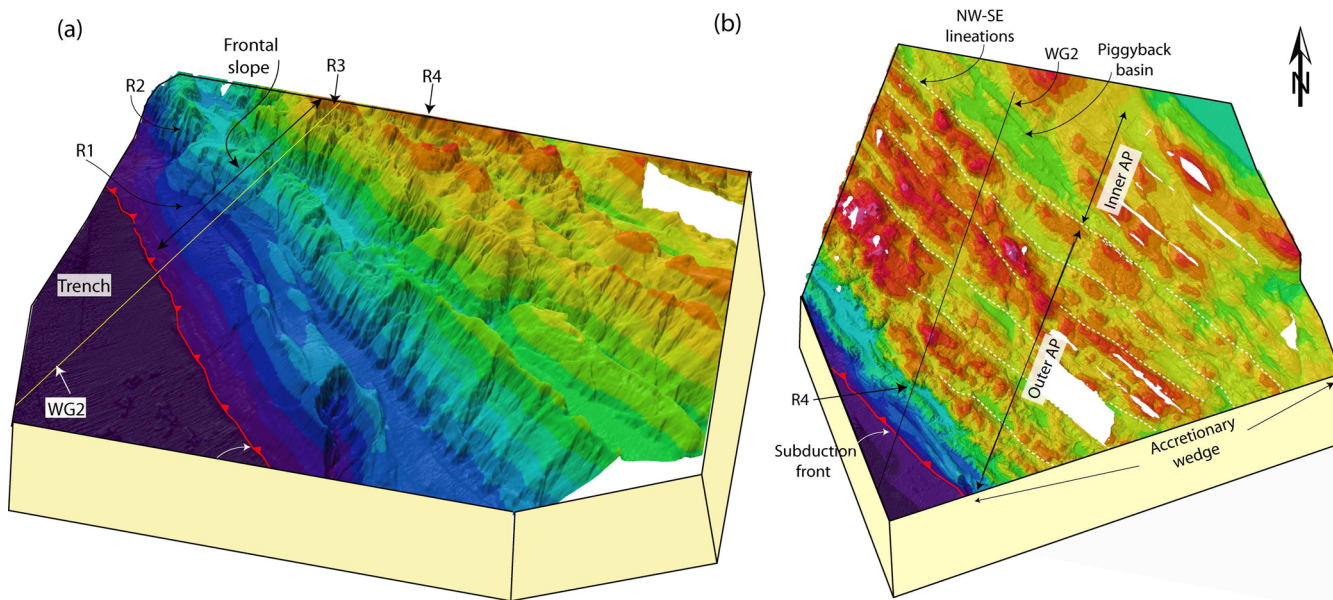 (a)
Frontal
slope
R3
R4
R2
R1
Trench
WG2
(b)
NW-SE
lineations
WG2
Piggyback
basin
N
Inner AP
Outer AP
R4
Subduction
front
Accretionary
wedge